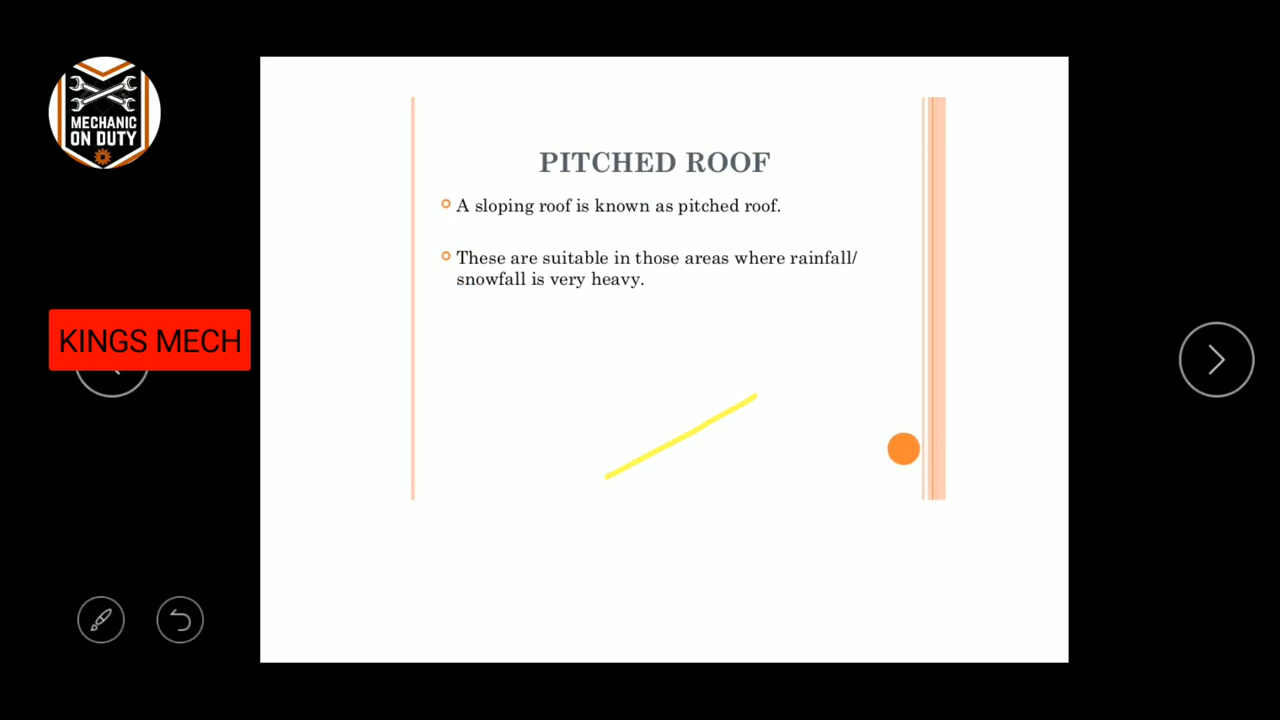 MECHANIC
ON DUTY
PITCHED ROOF
A sloping roof is known as pitched roof.
These are suitable in those areas where rainfall/
snowfall is very heavy.
KINGS MECH